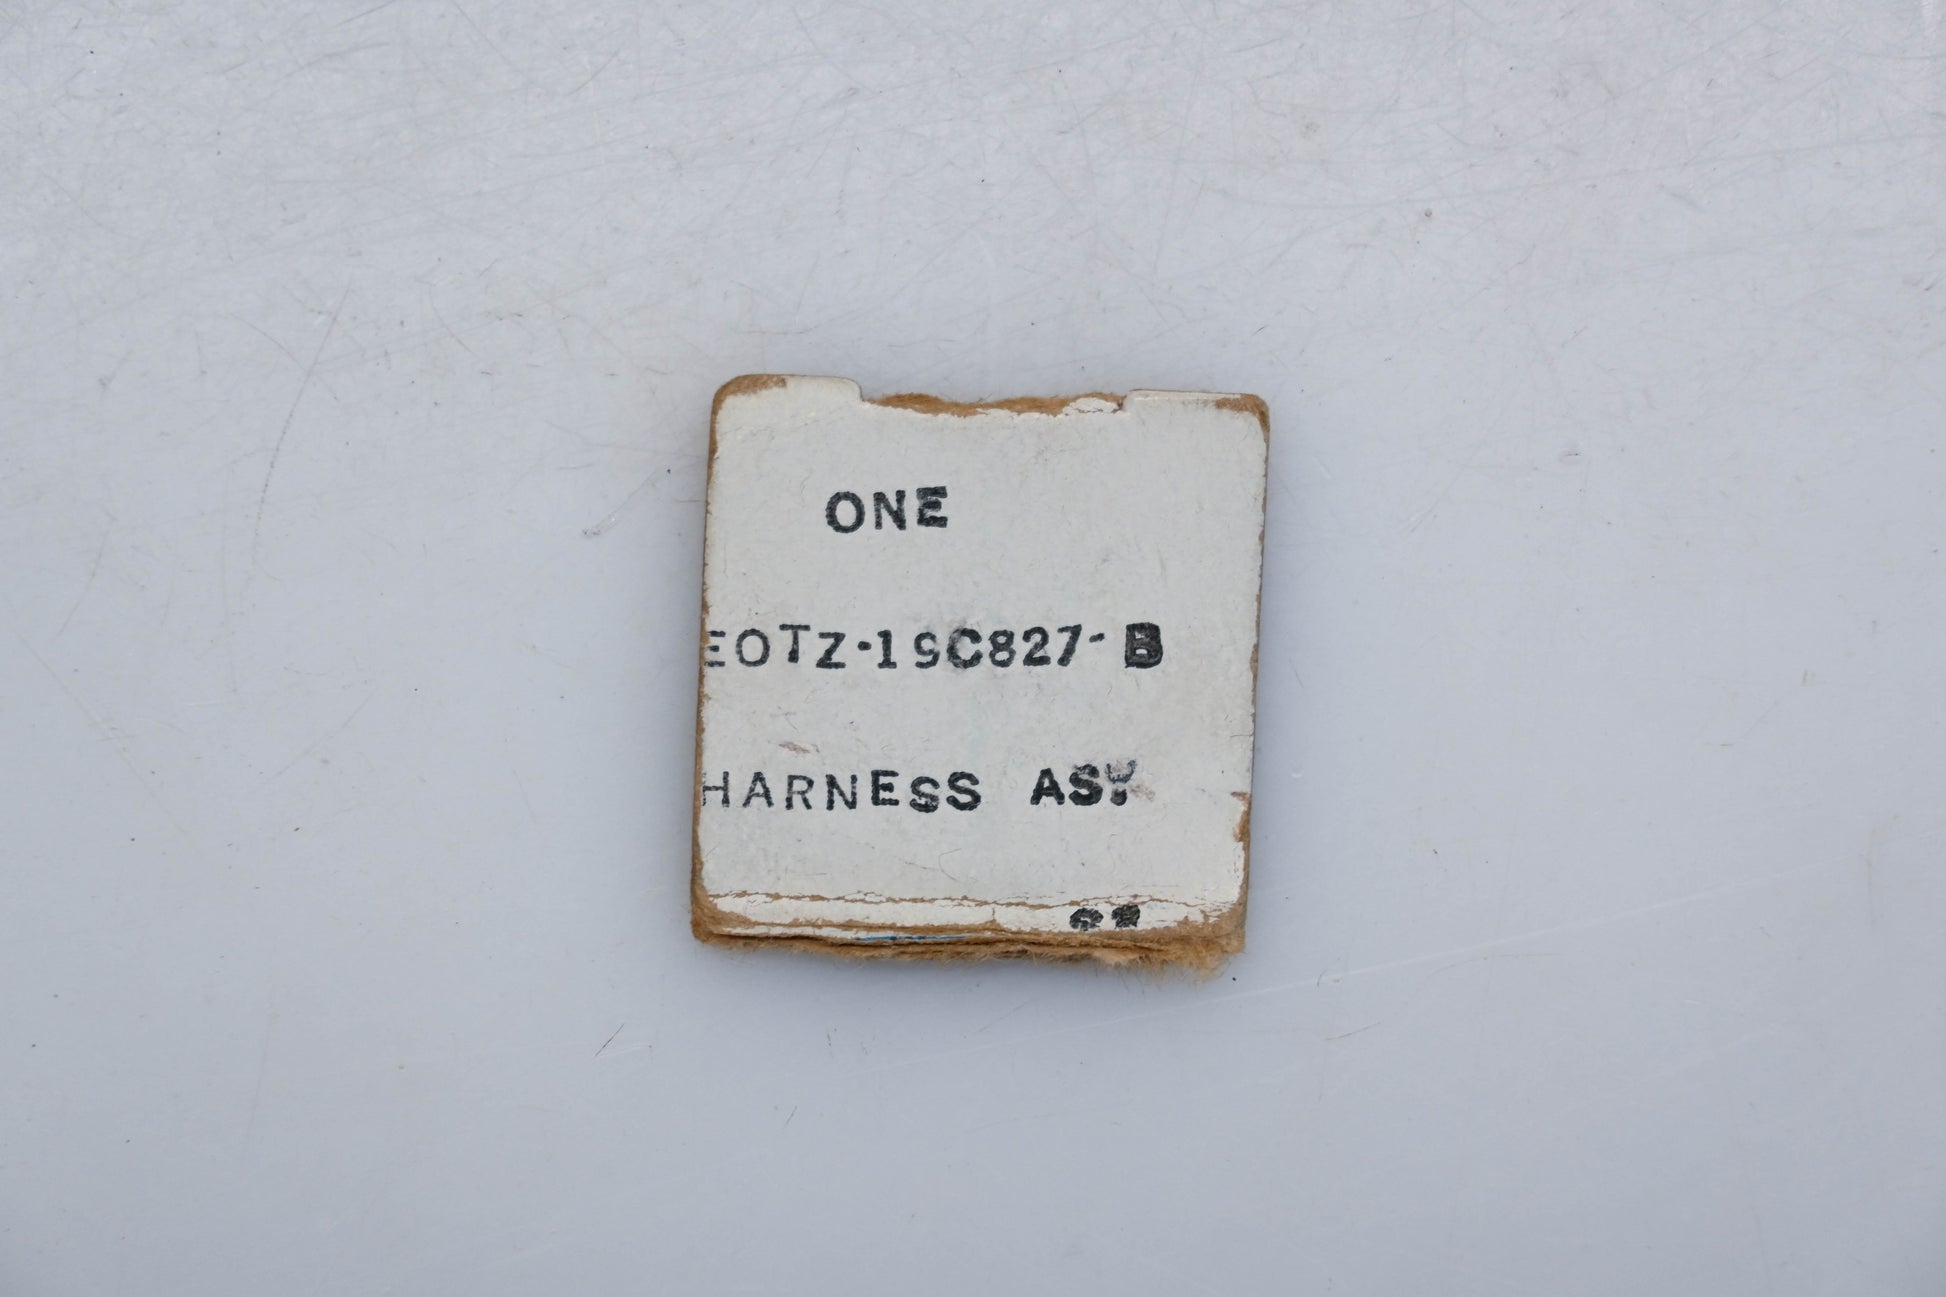 ONE
EOTZ-19C827-B
HARNESS ASY